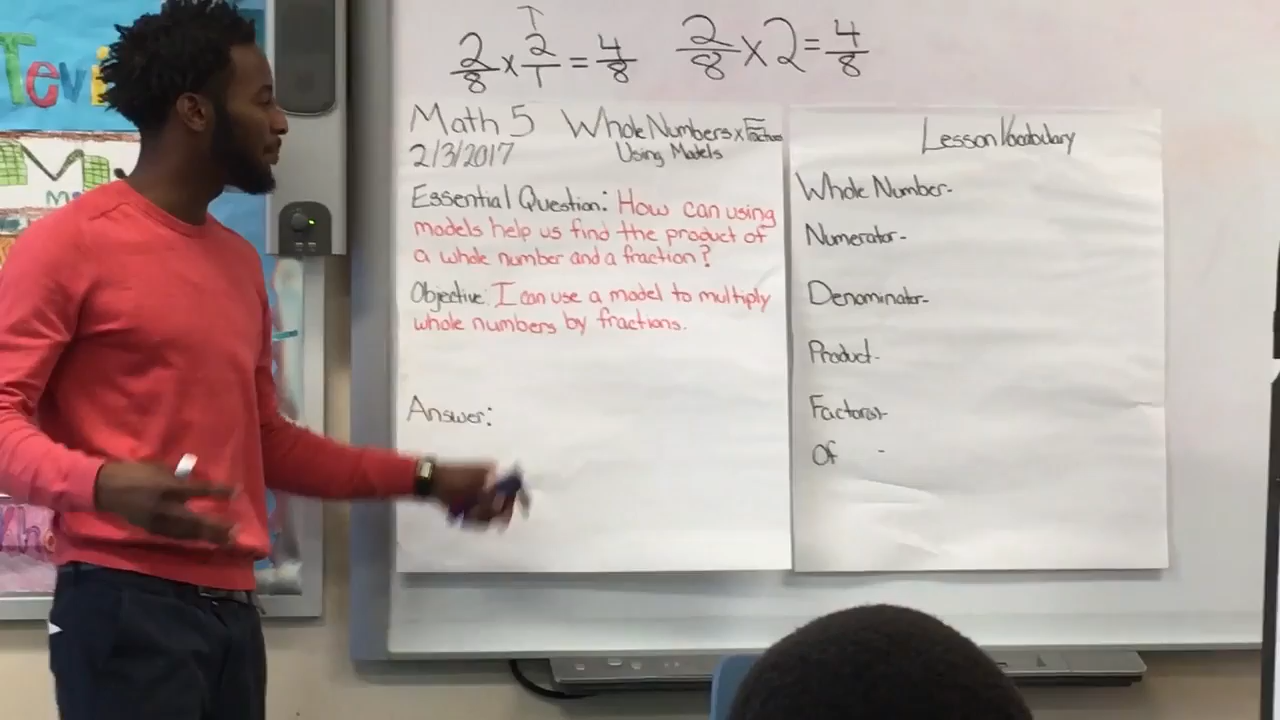 2/8 x 2/1 = 4/8
2/8 x 2 = 4/8
Math 5 Whole Numbers x Fractions
2/3/2017 Using Models
Essential Question: How can using
models help us find the product of
a whole number and a fraction?
Objective: I can use a model to multiply
whole numbers by fractions.
Answer:
Lesson Vocabulary
Whole Number-
Numerator-
Denominator-
Product-
Factors-
Of -
Tevi
M